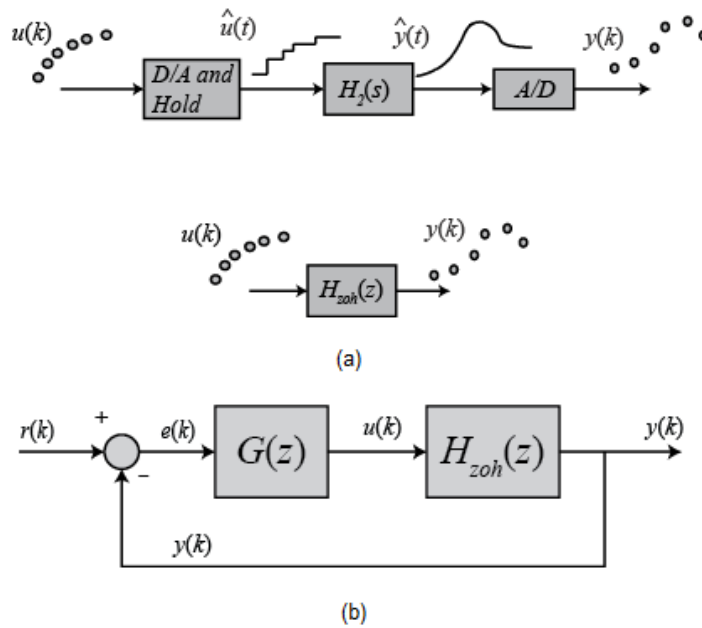 u(k)
û(t)
ŷ(t)
y(k)
D/A and
Hold
H₂(s)
A/D
u(k)
y(k)
H_zoh(z)
(a)
+
r(k)
e(k)
G(z)
u(k)
H_zoh(z)
y(k)
−
y(k)
(b)